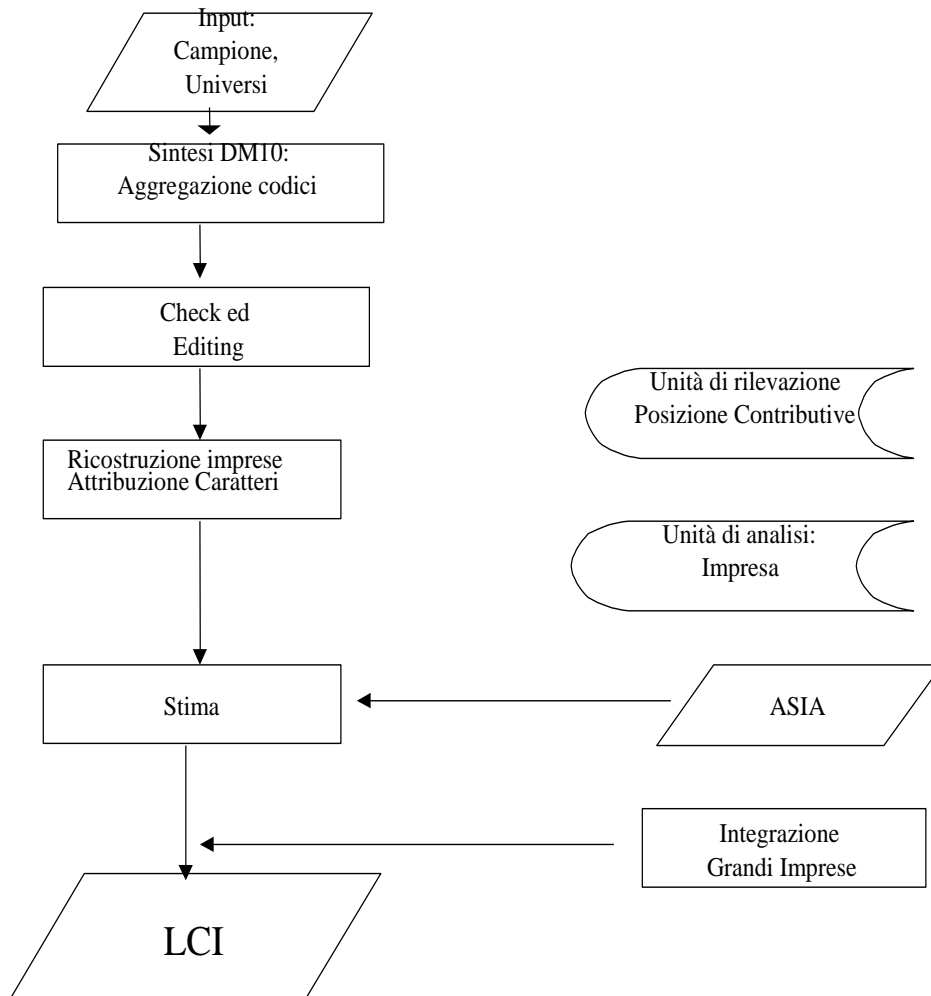 Input:
Campione,
Universi
Sintesi DM10:
Aggregazione codici
Check ed
Editing
Unità di rilevazione
Posizione Contributive
Ricostruzione imprese
Attribuzione Caratteri
Unità di analisi:
Impresa
Stima
ASIA
Integrazione
Grandi Imprese
LCI